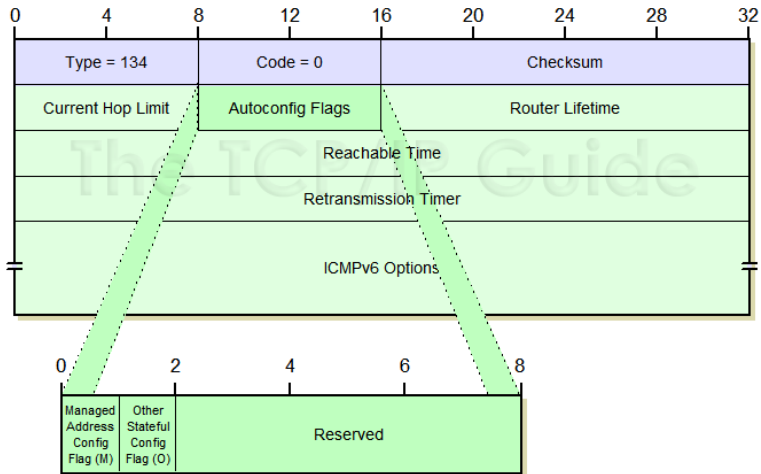 0 4 8 12 16 20 24 28 32
Type = 134 Code = 0 Checksum
Current Hop Limit Autoconfig Flags Router Lifetime
Reachable Time
The TCP/IP Guide
Retransmission Timer
ICMPv6 Options
0 2 4 6 8
Managed
Address
Config
Flag (M)
Other
Stateful
Config
Flag (O)
Reserved